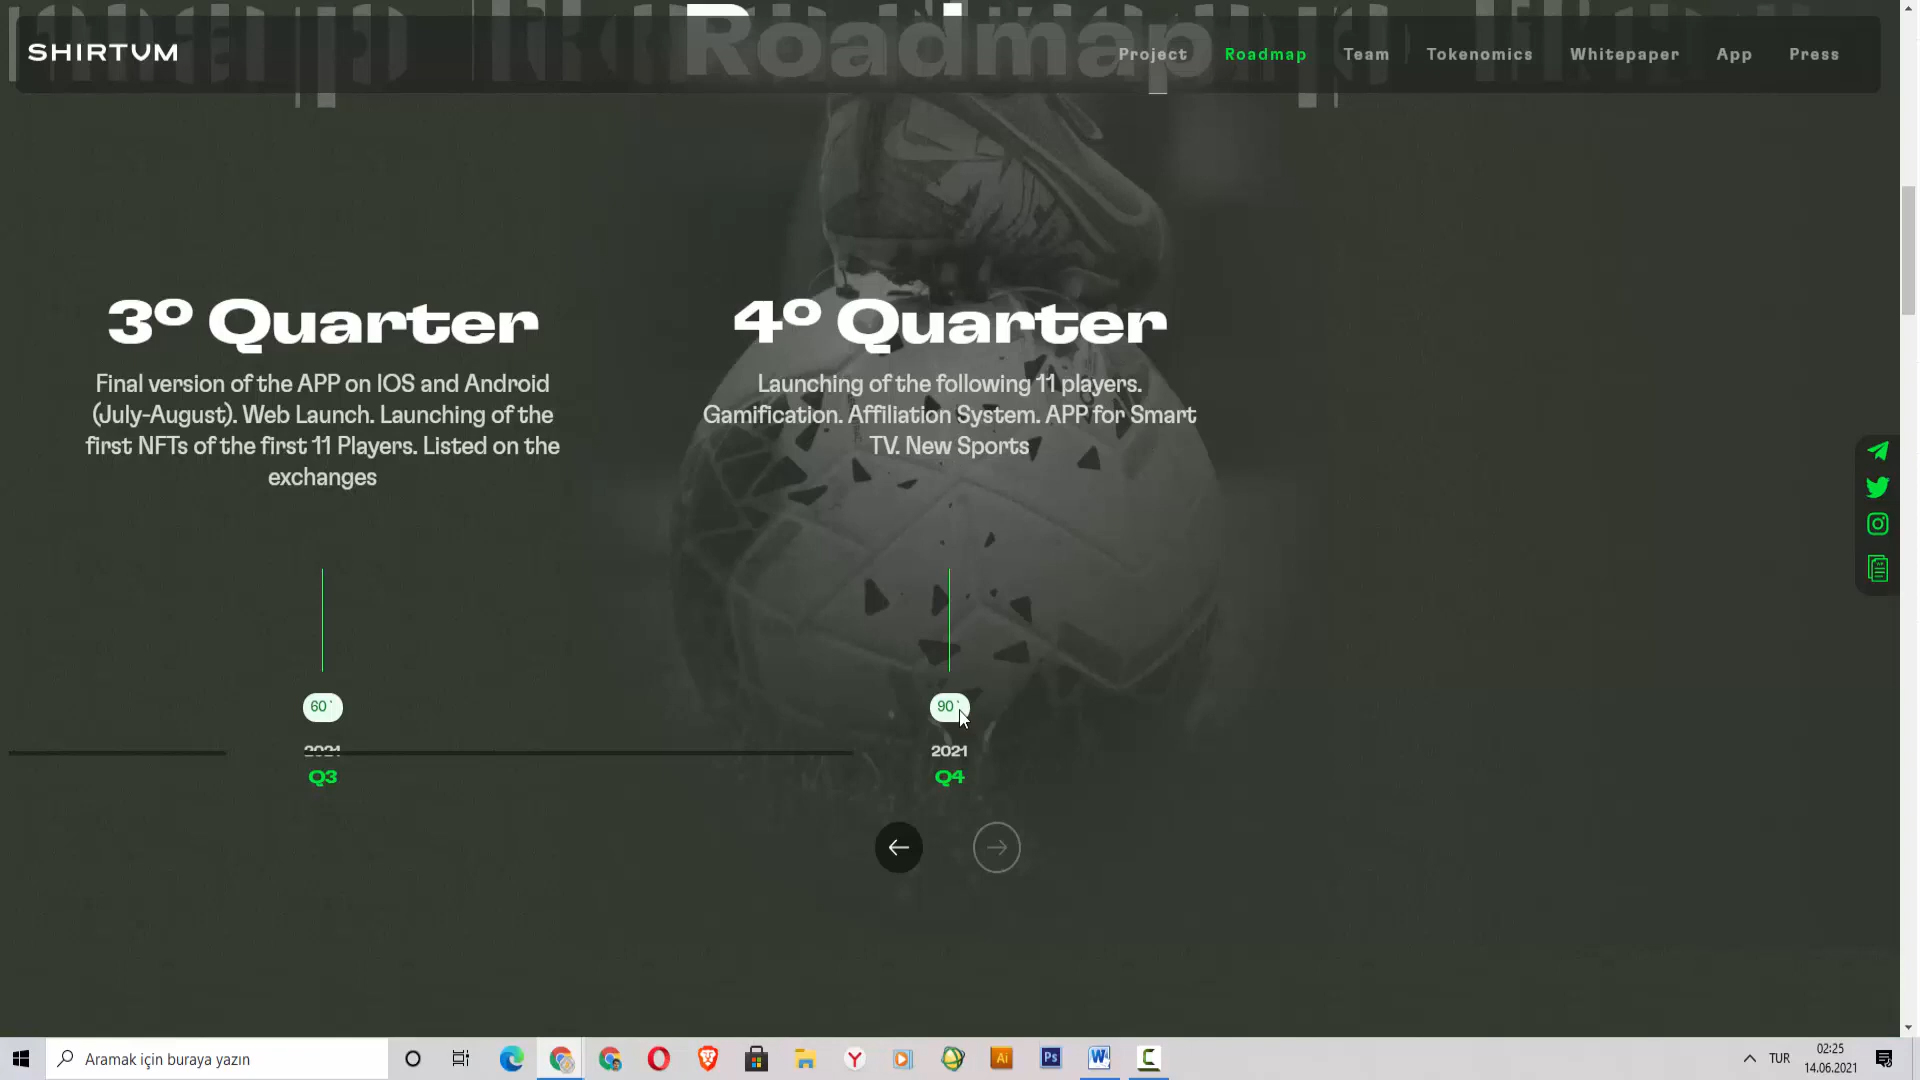 Roadmap
SHIRTVM
Project
Roadmap
Team
Tokenomics
Whitepaper
App
Press
3º Quarter
Final version of the APP on IOS and Android
(July-August). Web Launch. Launching of the
first NFTs of the first 11 Players. Listed on the
exchanges
60`
2021
Q3
4º Quarter
Launching of the following 11 players.
Gamification. Affiliation System. APP for Smart
TV. New Sports
90`
2021
Q4
Aramak için buraya yazın
TUR
02:25
14.06.2021